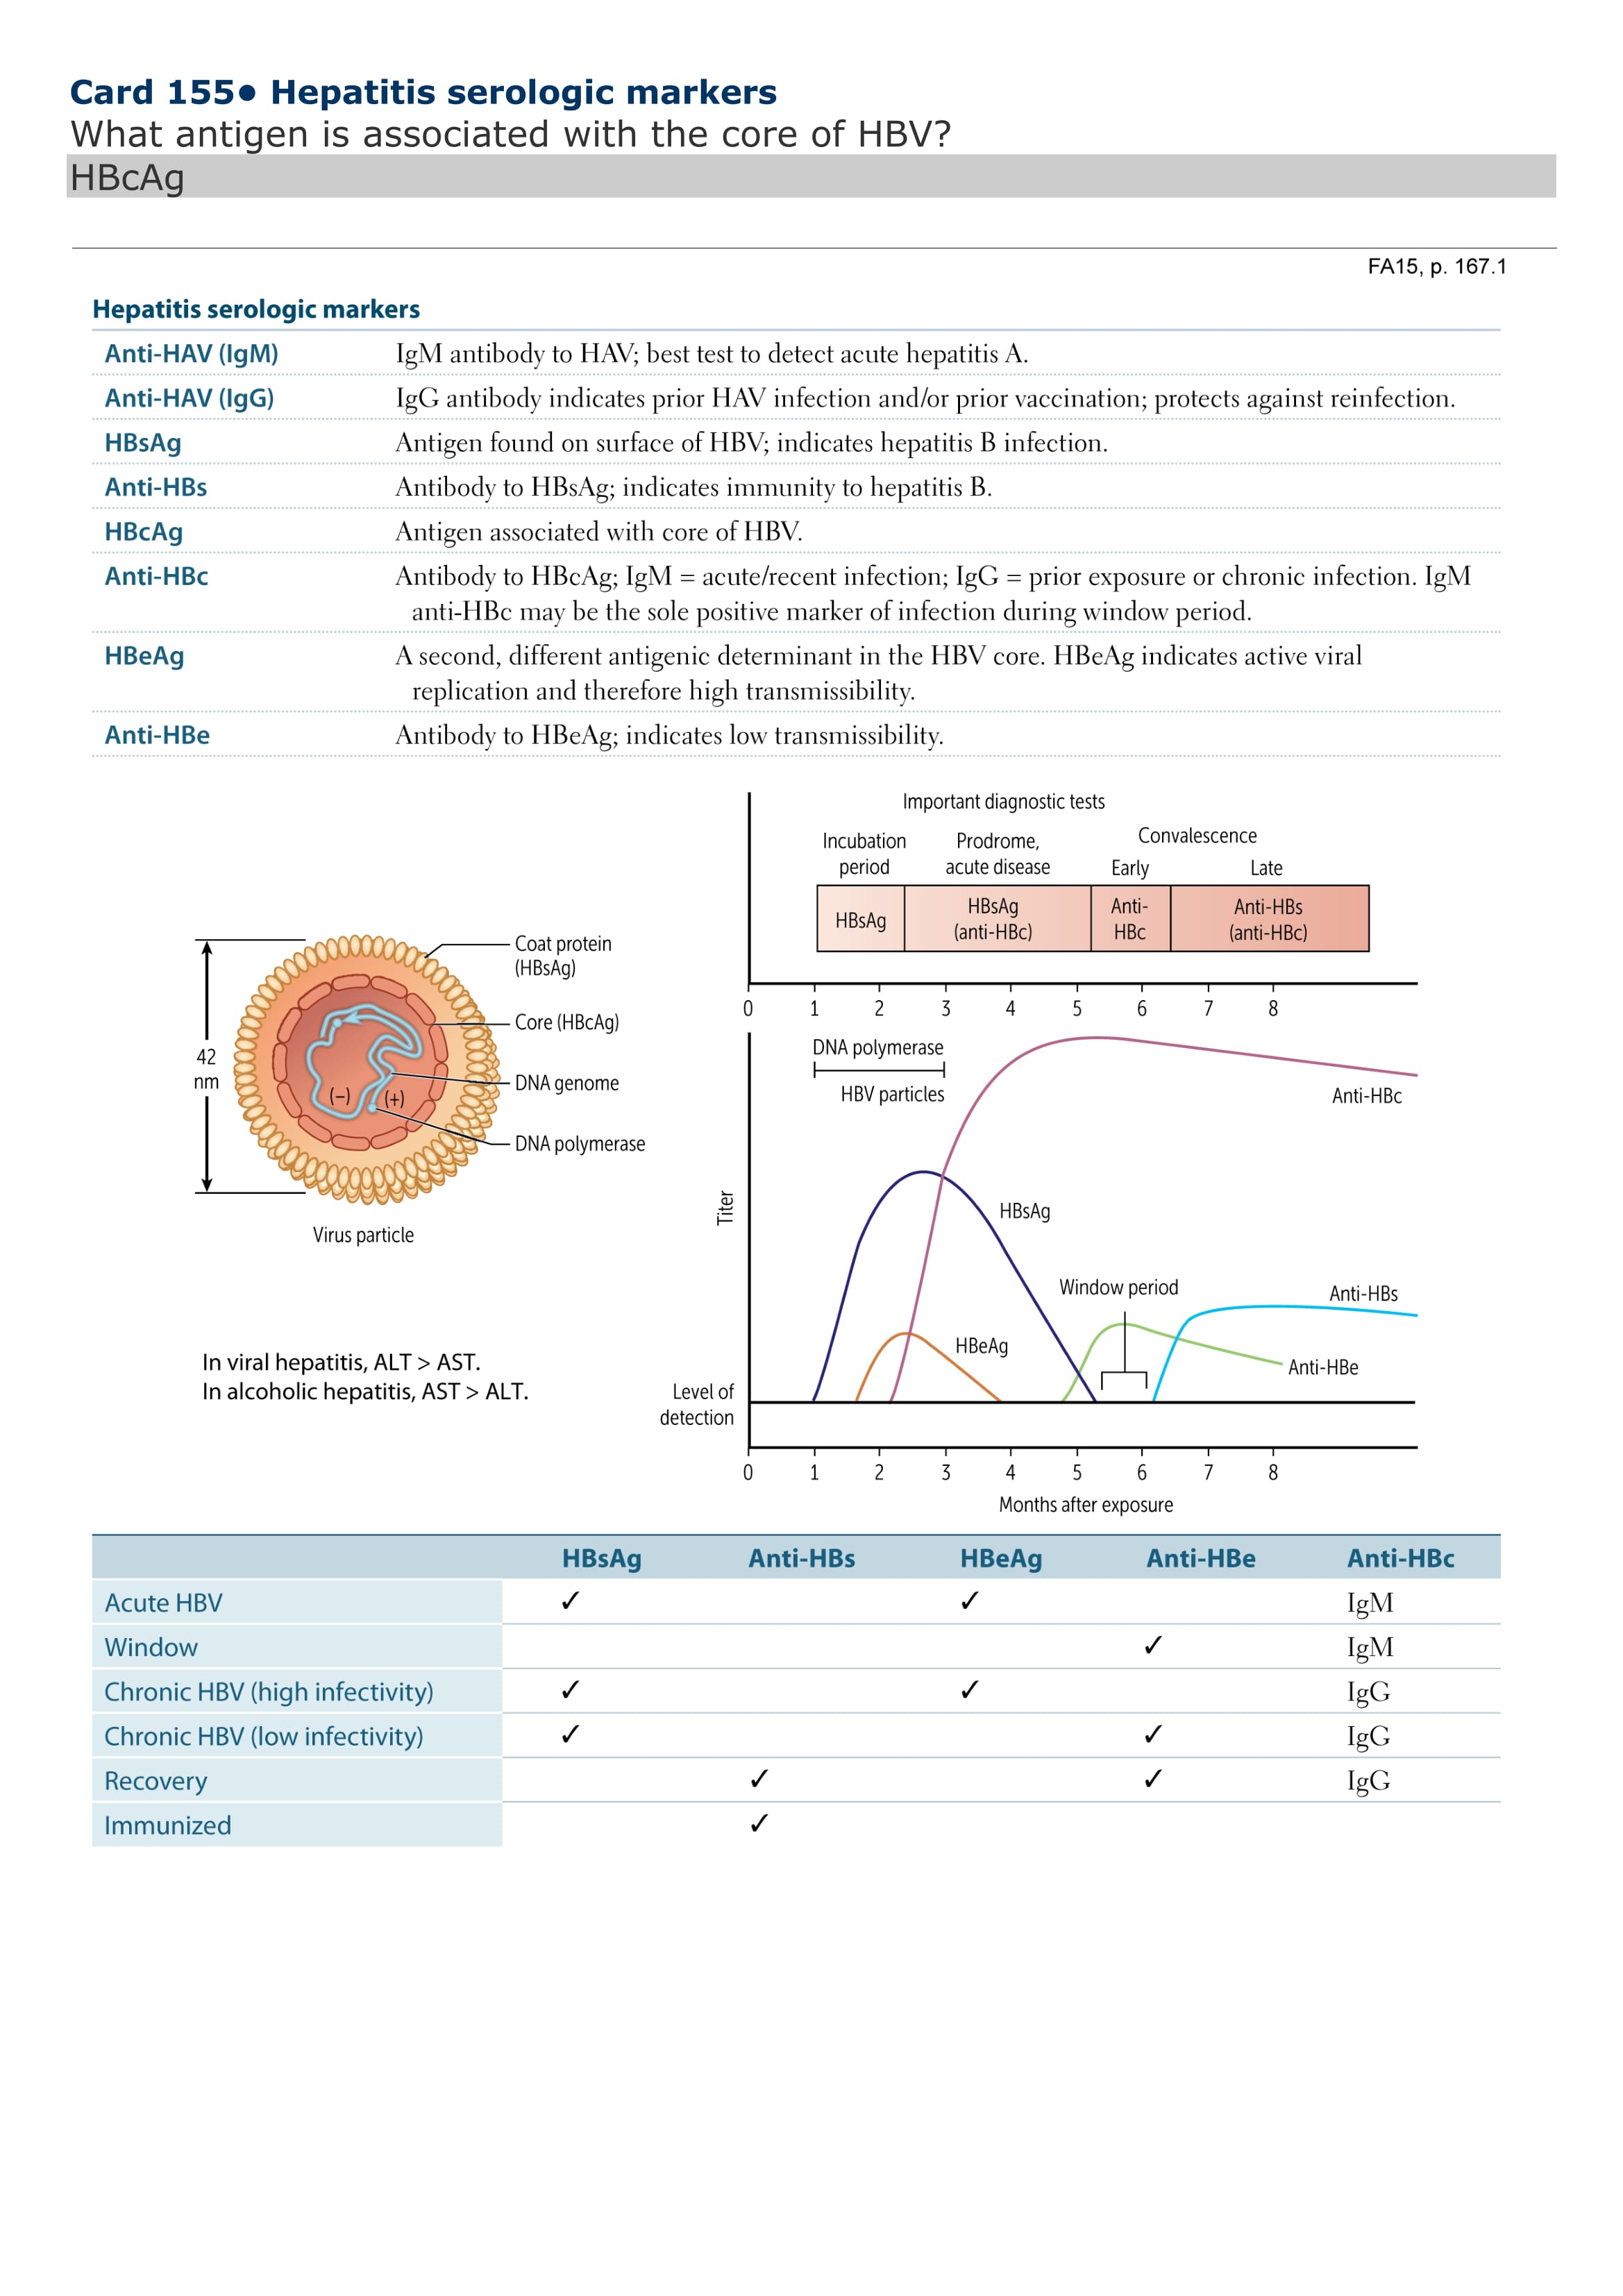 Card 155● Hepatitis serologic markers
What antigen is associated with the core of HBV?
HBcAg
FA15, p. 167.1
Hepatitis serologic markers
Anti-HAV (IgM) IgM antibody to HAV; best test to detect acute hepatitis A.
Anti-HAV (IgG) IgG antibody indicates prior HAV infection and/or prior vaccination; protects against reinfection.
HBsAg Antigen found on surface of HBV; indicates hepatitis B infection.
Anti-HBs Antibody to HBsAg; indicates immunity to hepatitis B.
HBcAg Antigen associated with core of HBV.
Anti-HBc Antibody to HBcAg; IgM = acute/recent infection; IgG = prior exposure or chronic infection. IgM
anti-HBc may be the sole positive marker of infection during window period.
HBeAg A second, different antigenic determinant in the HBV core. HBeAg indicates active viral
replication and therefore high transmissibility.
Anti-HBe Antibody to HBeAg; indicates low transmissibility.
42
nm
Coat protein
(HBsAg)
Core (HBcAg)
DNA genome
DNA polymerase
(–) (+)
Virus particle
In viral hepatitis, ALT > AST.
In alcoholic hepatitis, AST > ALT.
Important diagnostic tests
Incubation
period
Prodrome,
acute disease
Convalescence
Early Late
HBsAg
HBsAg
(anti-HBc)
Anti-
HBc
Anti-HBs
(anti-HBc)
0 1 2 3 4 5 6 7 8
DNA polymerase
HBV particles
Anti-HBc
Titer
HBsAg
Window period
Anti-HBs
HBeAg
Anti-HBe
Level of
detection
0 1 2 3 4 5 6 7 8
Months after exposure
HBsAg Anti-HBs HBeAg Anti-HBe Anti-HBc
Acute HBV ✓ ✓ IgM
Window ✓ IgM
Chronic HBV (high infectivity) ✓ ✓ IgG
Chronic HBV (low infectivity) ✓ ✓ IgG
Recovery ✓ ✓ IgG
Immunized ✓